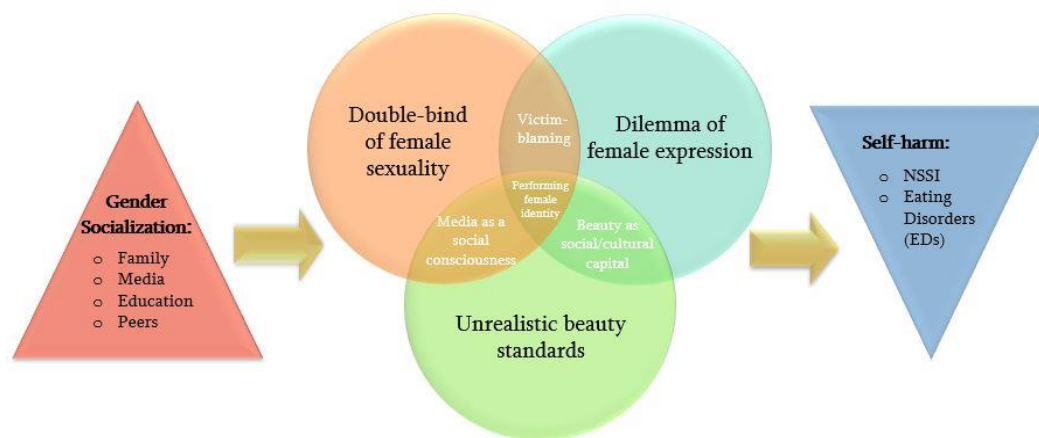 Gender
Socialization:
o Family
o Media
o Education
o Peers
Double-bind
of female
sexuality
Victim-
blaming
Dilemma of
female expression
Performing
female
identity
Media as a
social
consciousness
Beauty as
social/cultural
capital
Unrealistic beauty
standards
Self-harm:
o NSSI
o Eating
Disorders
(EDs)